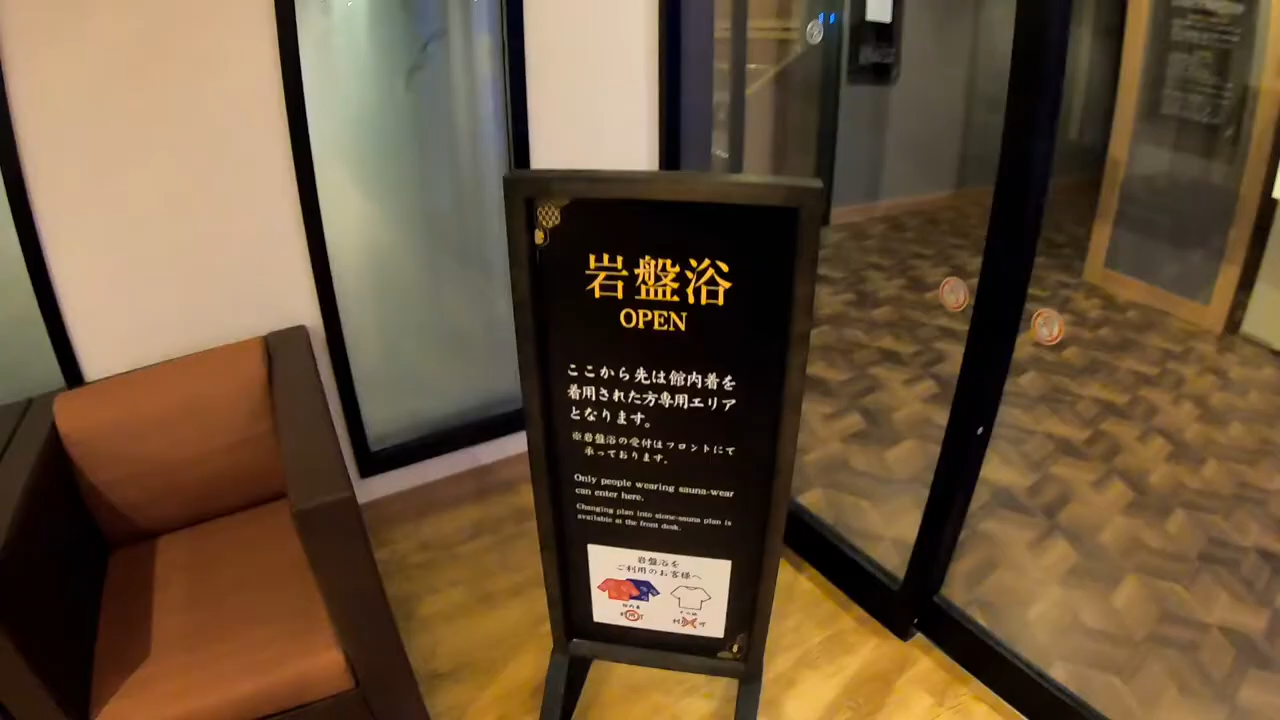 岩盤浴
OPEN
ここから先は館内着を
着用された方専用エリア
となります。
※岩盤浴の受付はフロントにて
承っております。
Only people wearing sauna-wear
can enter here.
Changing plan into stone-sauna plan is
available at the front desk.
岩盤浴を
ご利用のお客様へ
館内着